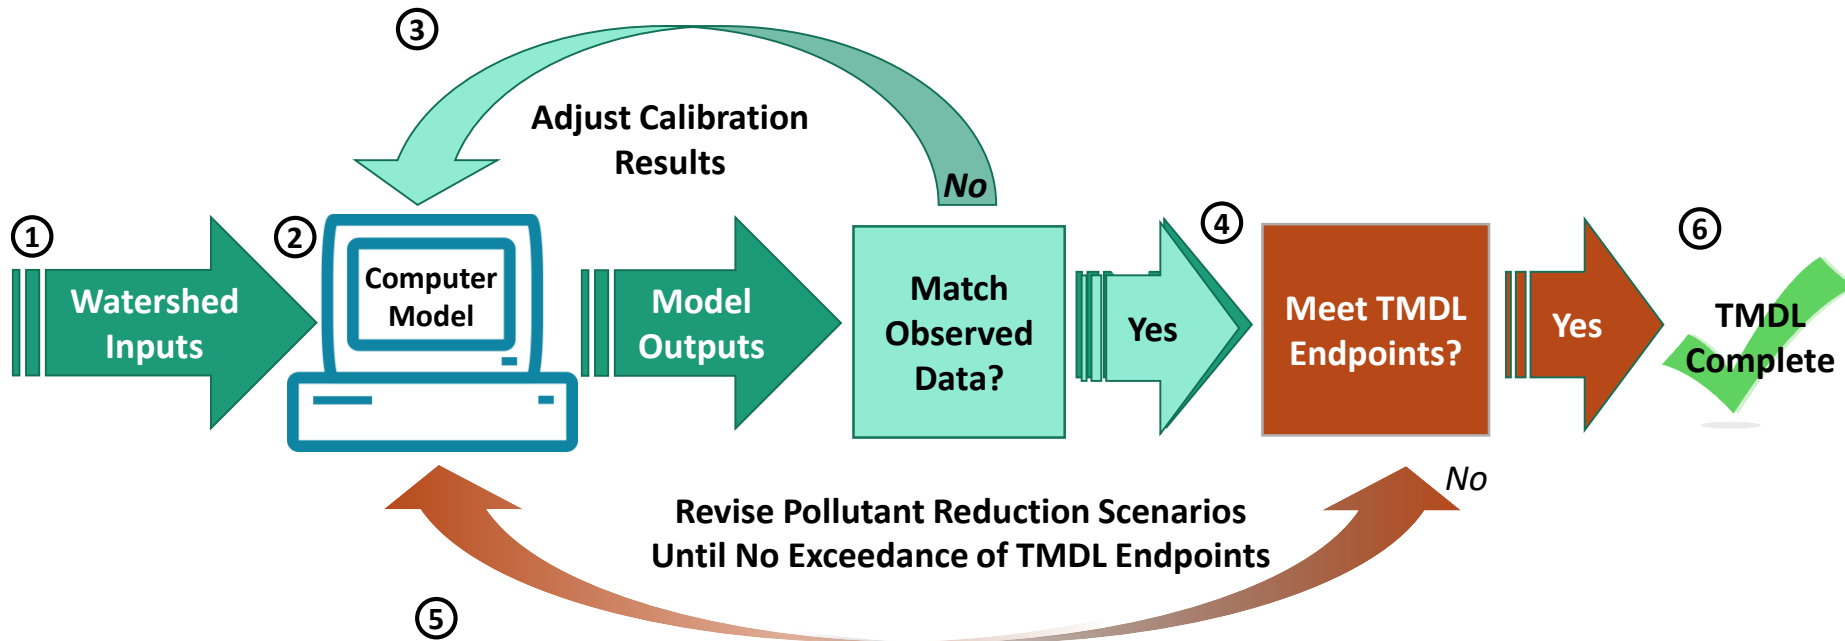 ③
Adjust Calibration
Results
No
①
Watershed
Inputs
②
Computer
Model
Model
Outputs
Match
Observed
Data?
Yes
④
Meet TMDL
Endpoints?
Yes
⑥
TMDL
Complete
No
Revise Pollutant Reduction Scenarios
Until No Exceedance of TMDL Endpoints
⑤